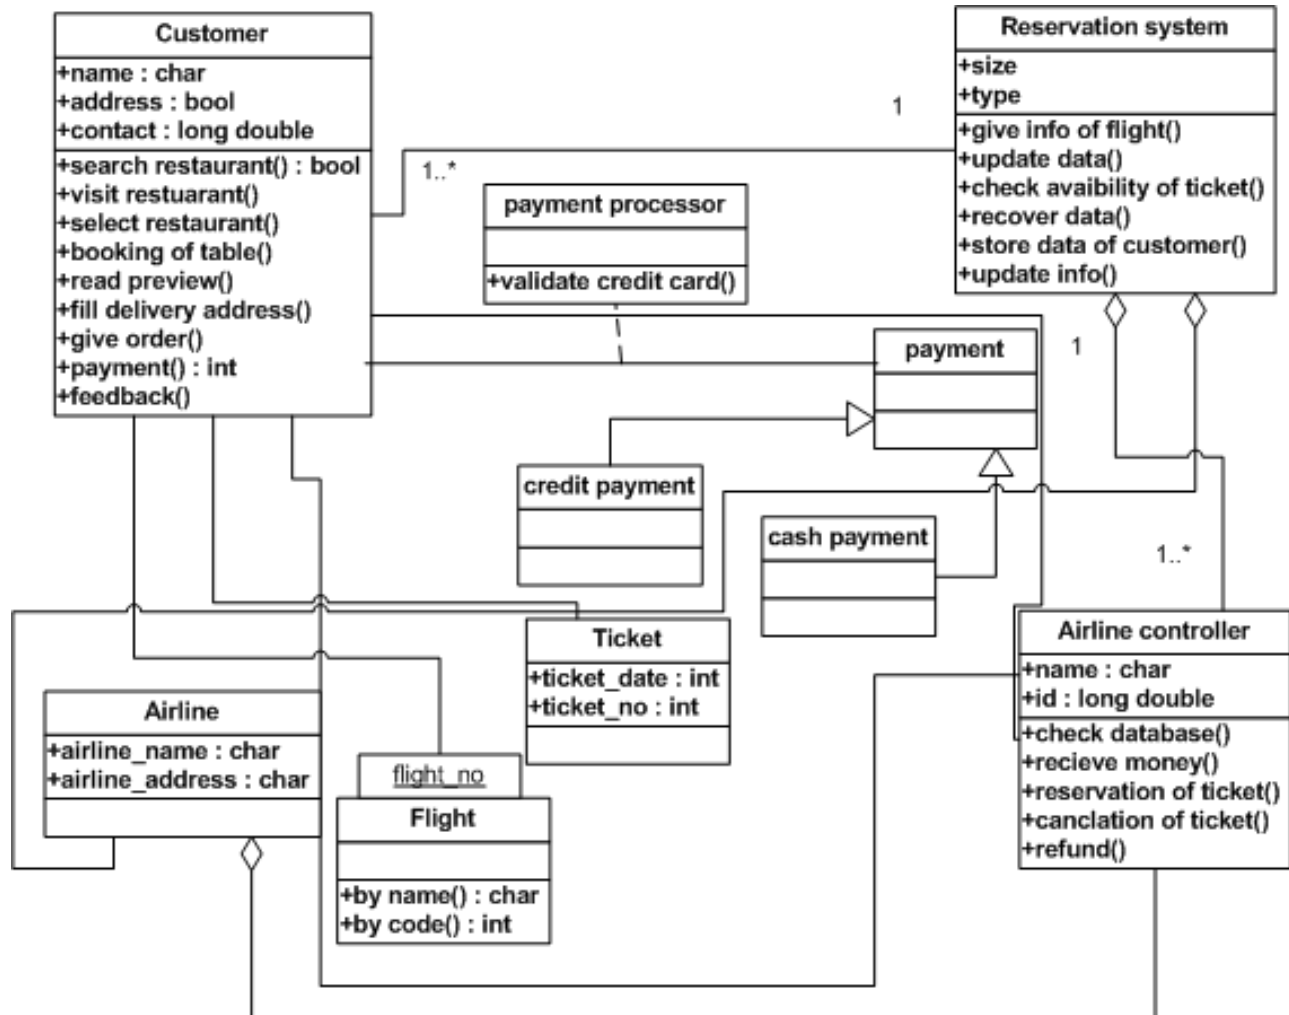 Customer
+name : char
+address : bool
+contact : long double
+search restaurant() : bool
+visit restuarant()
+select restaurant()
+booking of table()
+read preview()
+fill delivery address()
+give order()
+payment() : int
+feedback()
Reservation system
+size
+type
+give info of flight()
+update data()
+check avaibility of ticket()
+recover data()
+store data of customer()
+update info()
1
1..*
payment processor
+validate credit card()
payment
1
credit payment
cash payment
1..*
Ticket
+ticket_date : int
+ticket_no : int
Airline controller
+name : char
+id : long double
+check database()
+recieve money()
+reservation of ticket()
+canclation of ticket()
+refund()
Airline
+airline_name : char
+airline_address : char
flight_no
Flight
+by name() : char
+by code() : int